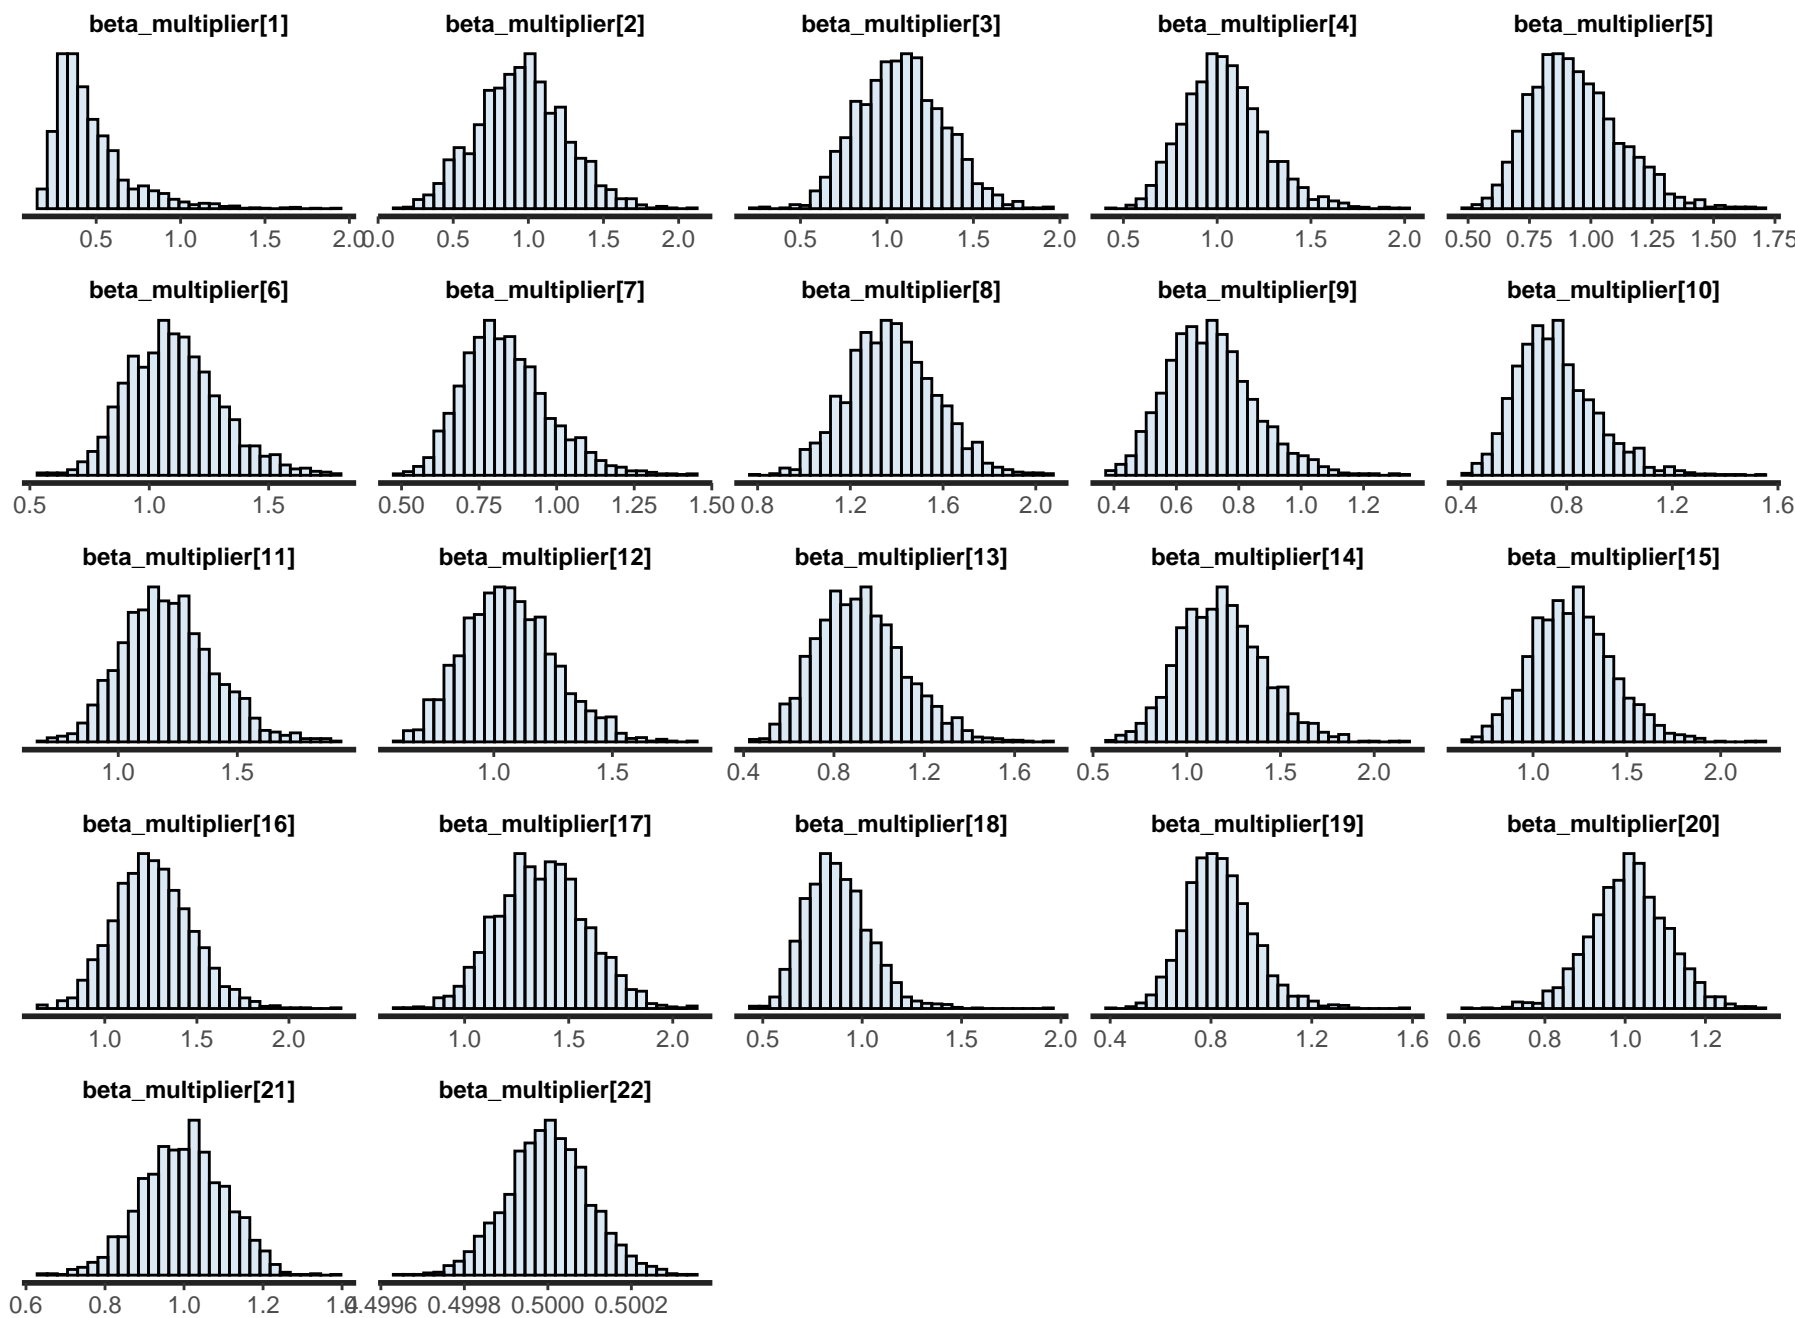 beta_multiplier[1] beta_multiplier[2] beta_multiplier[3] beta_multiplier[4] beta_multiplier[5]
0.5 1.0 1.5 2.0 0.0 0.5 1.0 1.5 2.0 0.5 1.0 1.5 2.0 0.5 1.0 1.5 2.0 0.50 0.75 1.00 1.25 1.50 1.75
beta_multiplier[6] beta_multiplier[7] beta_multiplier[8] beta_multiplier[9] beta_multiplier[10]
0.5 1.0 1.5 0.50 0.75 1.00 1.25 1.50 0.8 1.2 1.6 2.0 0.4 0.6 0.8 1.0 1.2 0.4 0.8 1.2 1.6
beta_multiplier[11] beta_multiplier[12] beta_multiplier[13] beta_multiplier[14] beta_multiplier[15]
1.0 1.5 1.0 1.5 0.4 0.8 1.2 1.6 0.5 1.0 1.5 2.0 1.0 1.5 2.0
beta_multiplier[16] beta_multiplier[17] beta_multiplier[18] beta_multiplier[19] beta_multiplier[20]
1.0 1.5 2.0 1.0 1.5 2.0 0.5 1.0 1.5 2.0 0.4 0.8 1.2 1.6 0.6 0.8 1.0 1.2
beta_multiplier[21] beta_multiplier[22]
0.6 0.8 1.0 1.2 1.4 0.4996 0.4998 0.5000 0.5002